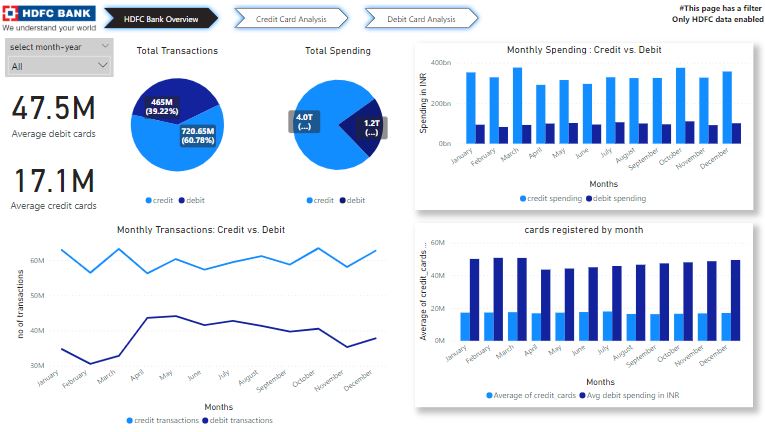 HDFC BANK
We understand your world
HDFC Bank Overview
Credit Card Analysis
Debit Card Analysis
#This page has a filter
Only HDFC data enabled
select month-year
All
47.5M
Average debit cards
17.1M
Average credit cards
Total Transactions
465M
(39.22%)
720.65M
(60.78%)
credit debit
Total Spending
4.0T
(...)
1.2T
(...)
credit debit
Monthly Spending : Credit vs. Debit
Spending in INR
400bn
200bn
0bn
January February March April May June July August September October November December
Months
credit spending debit spending
Monthly Transactions: Credit vs. Debit
no of transactions
60M
50M
40M
30M
January February March April May June July August September October November December
Months
credit transactions debit transactions
cards registered by month
Average of credit_cards ...
60M
40M
20M
0M
January February March April May June July August September October November December
Months
Average of credit_cards Avg debit spending in INR